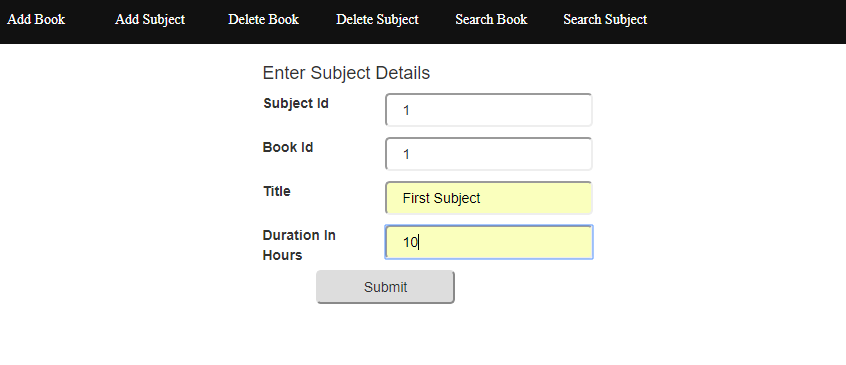 Add Book Add Subject Delete Book Delete Subject Search Book Search Subject
Enter Subject Details
Subject Id 1
Book Id 1
Title First Subject
Duration In 10
Hours
Submit